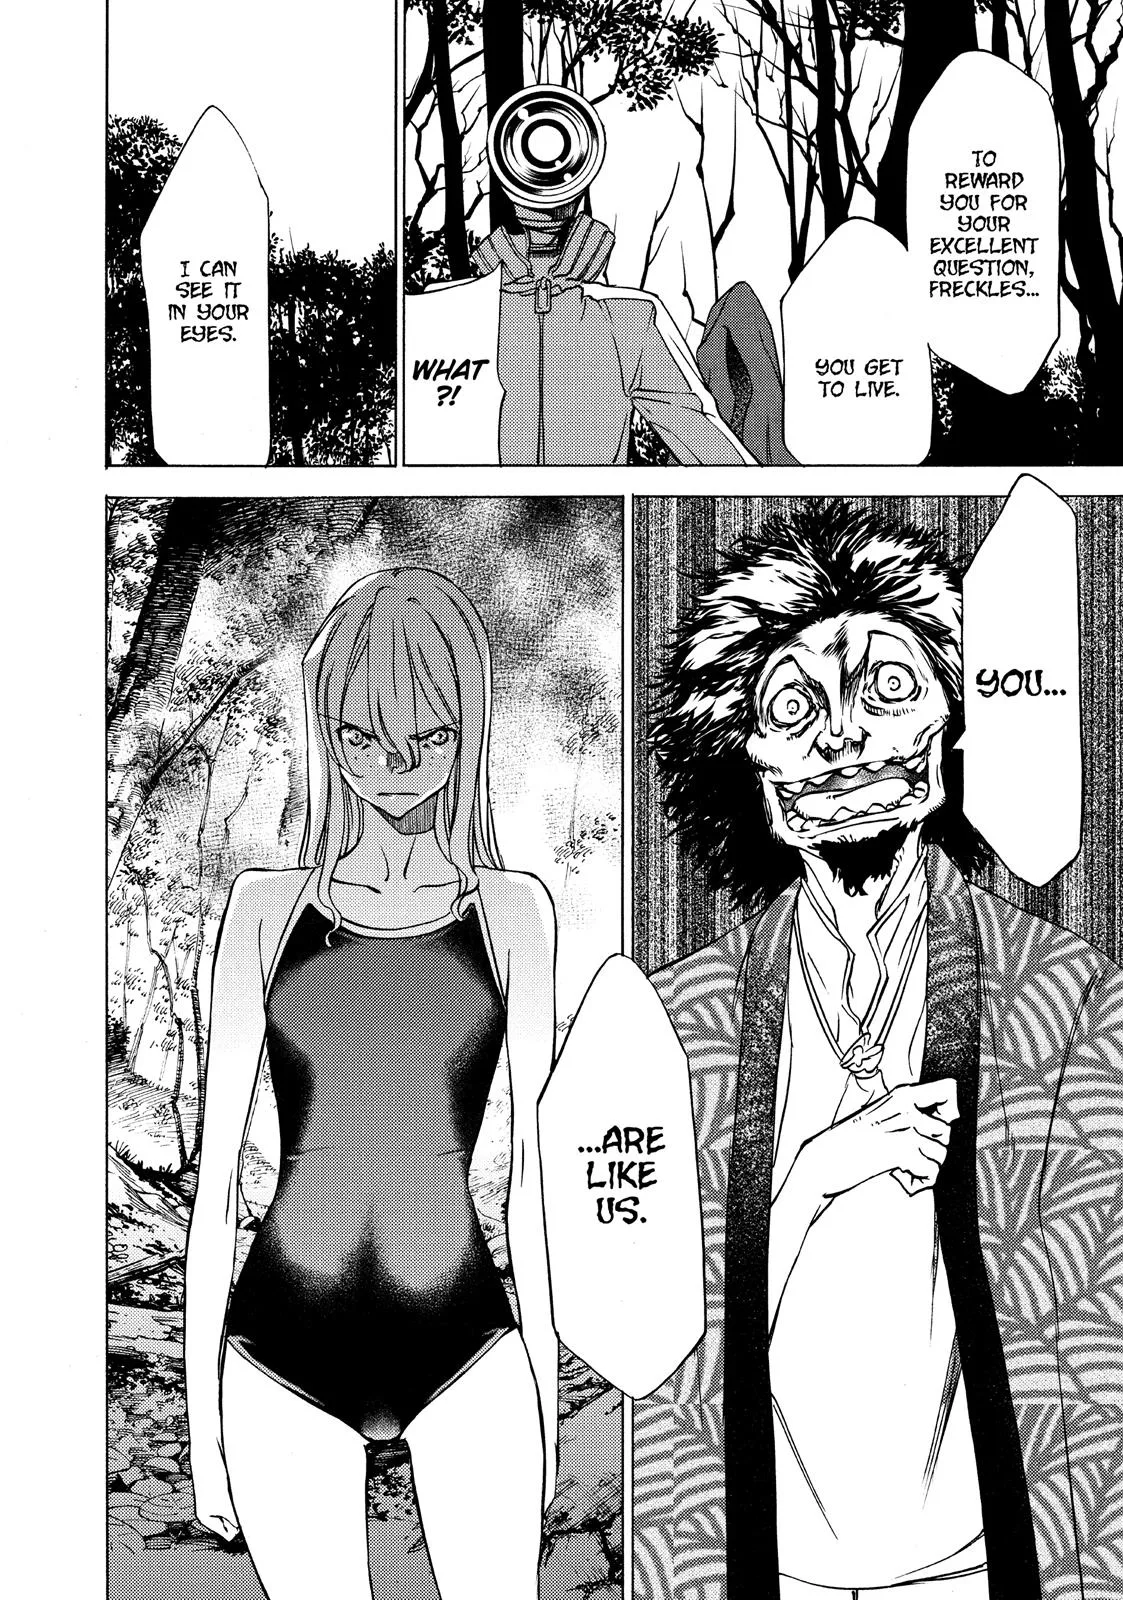 TO
REWARD
YOU FOR
YOUR
EXCELLENT
QUESTION,
FRECKLES...
YOU GET
TO LIVE.
WHAT
?!
I CAN
SEE IT
IN YOUR
EYES.
YOU...
...ARE
LIKE
US.